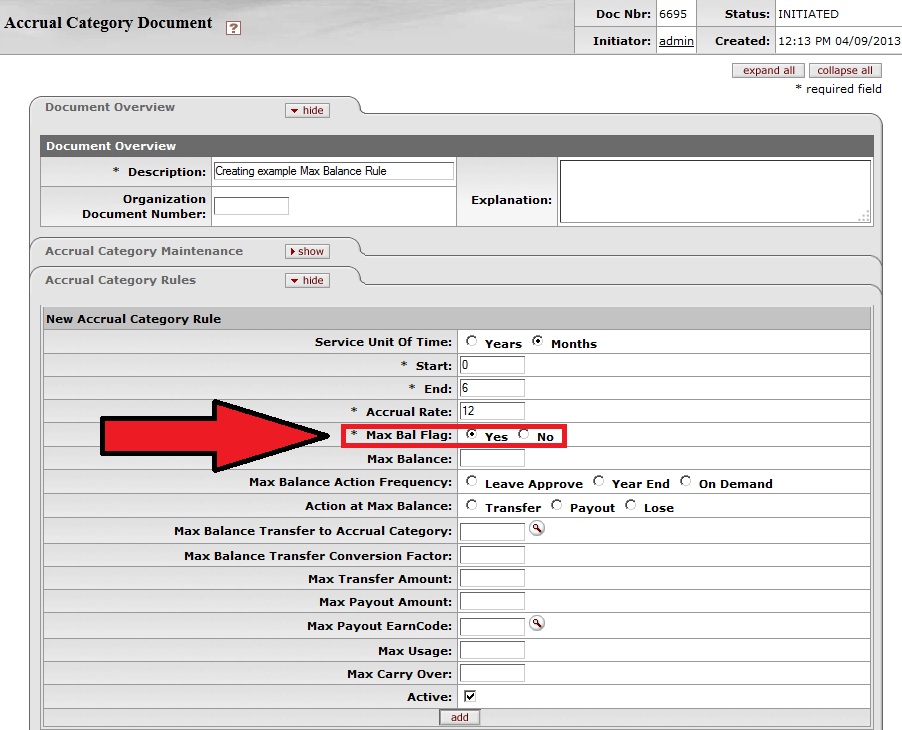 Accrual Category Document ?
Doc Nbr: 6695 Status: INITIATED
Initiator: admin Created: 12:13 PM 04/09/2013
expand all collapse all
* required field
Document Overview hide
Document Overview
* Description: Creating example Max Balance Rule
Organization
Document Number:
Explanation:
Accrual Category Maintenance show
Accrual Category Rules hide
New Accrual Category Rule
Service Unit Of Time: Years Months
* Start: 0
* End: 6
* Accrual Rate: 12
* Max Bal Flag: Yes No
Max Balance:
Max Balance Action Frequency: Leave Approve Year End On Demand
Action at Max Balance: Transfer Payout Lose
Max Balance Transfer to Accrual Category:
Max Balance Transfer Conversion Factor:
Max Transfer Amount:
Max Payout Amount:
Max Payout EarnCode:
Max Usage:
Max Carry Over:
Active:
add